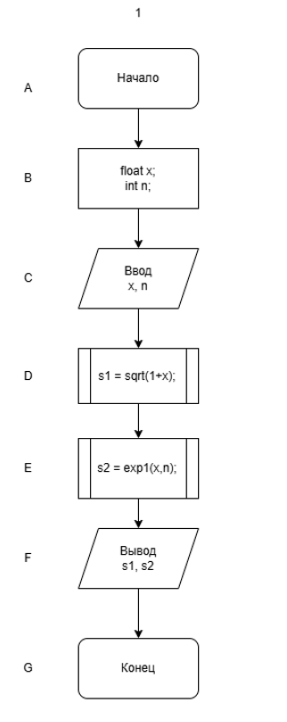 1
A
Начало
B
float x;
int n;
C
Ввод
x, n
D
s1 = sqrt(1+x);
E
s2 = exp1(x,n);
F
Вывод
s1, s2
G
Конец